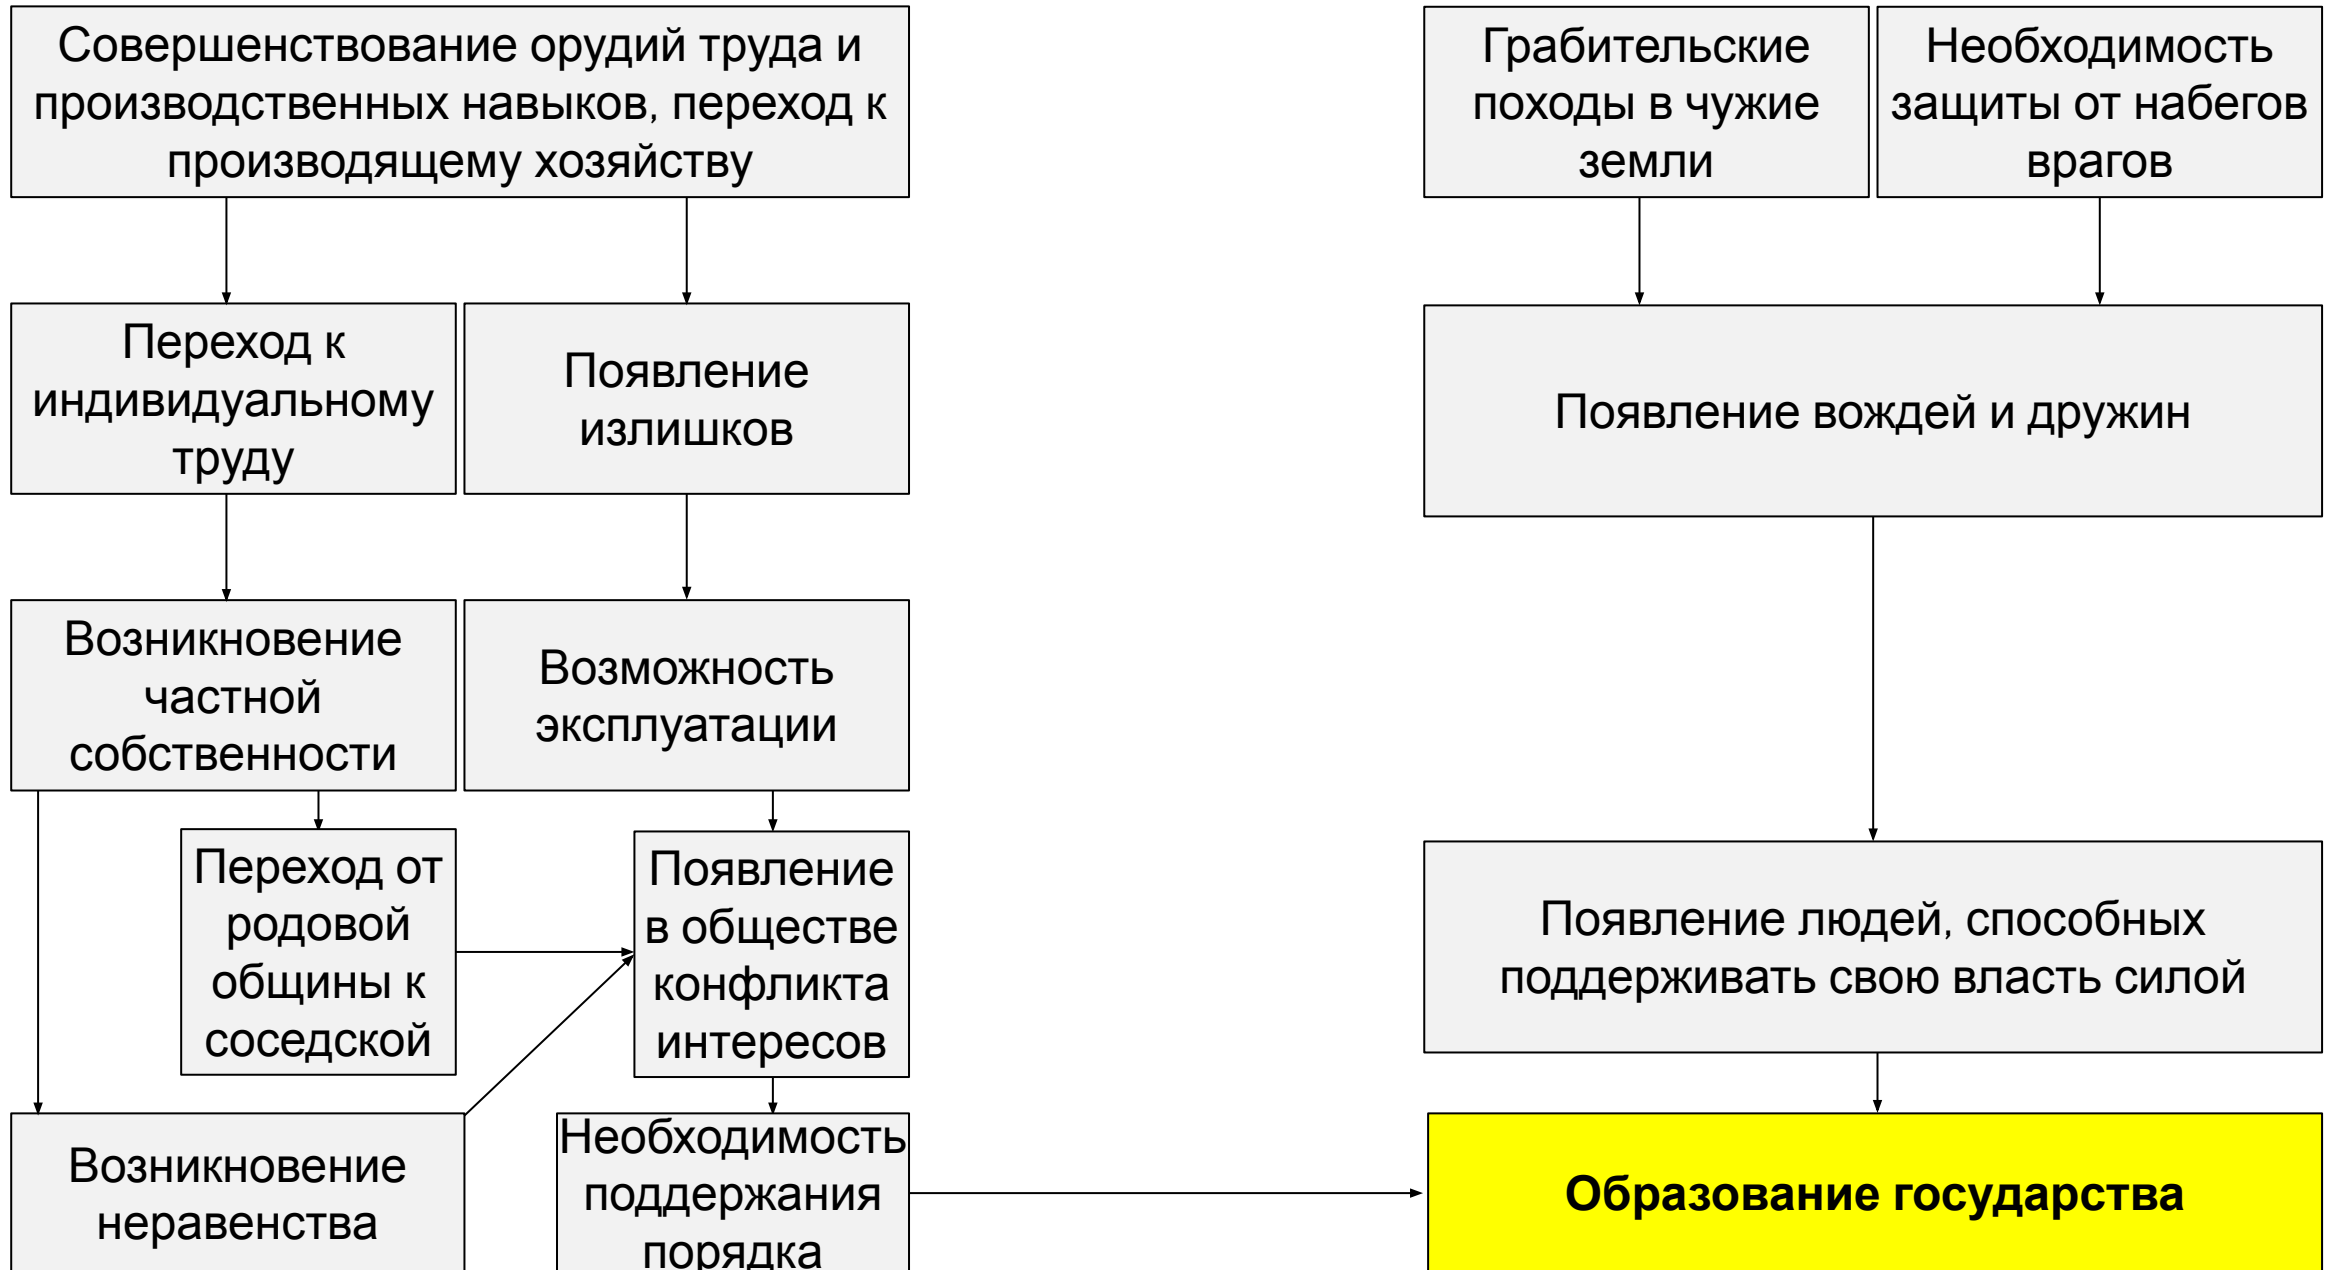 Совершенствование орудий труда и
производственных навыков, переход к
производящему хозяйству
Грабительские
походы в чужие
земли
Необходимость
защиты от набегов
врагов
Переход к
индивидуальному
труду
Появление
излишков
Появление вождей и дружин
Возникновение
частной
собственности
Возможность
эксплуатации
Переход от
родовой
общины к
соседской
Появление
в обществе
конфликта
интересов
Появление людей, способных
поддерживать свою власть силой
Возникновение
неравенства
Необходимость
поддержания
порядка
Образование государства